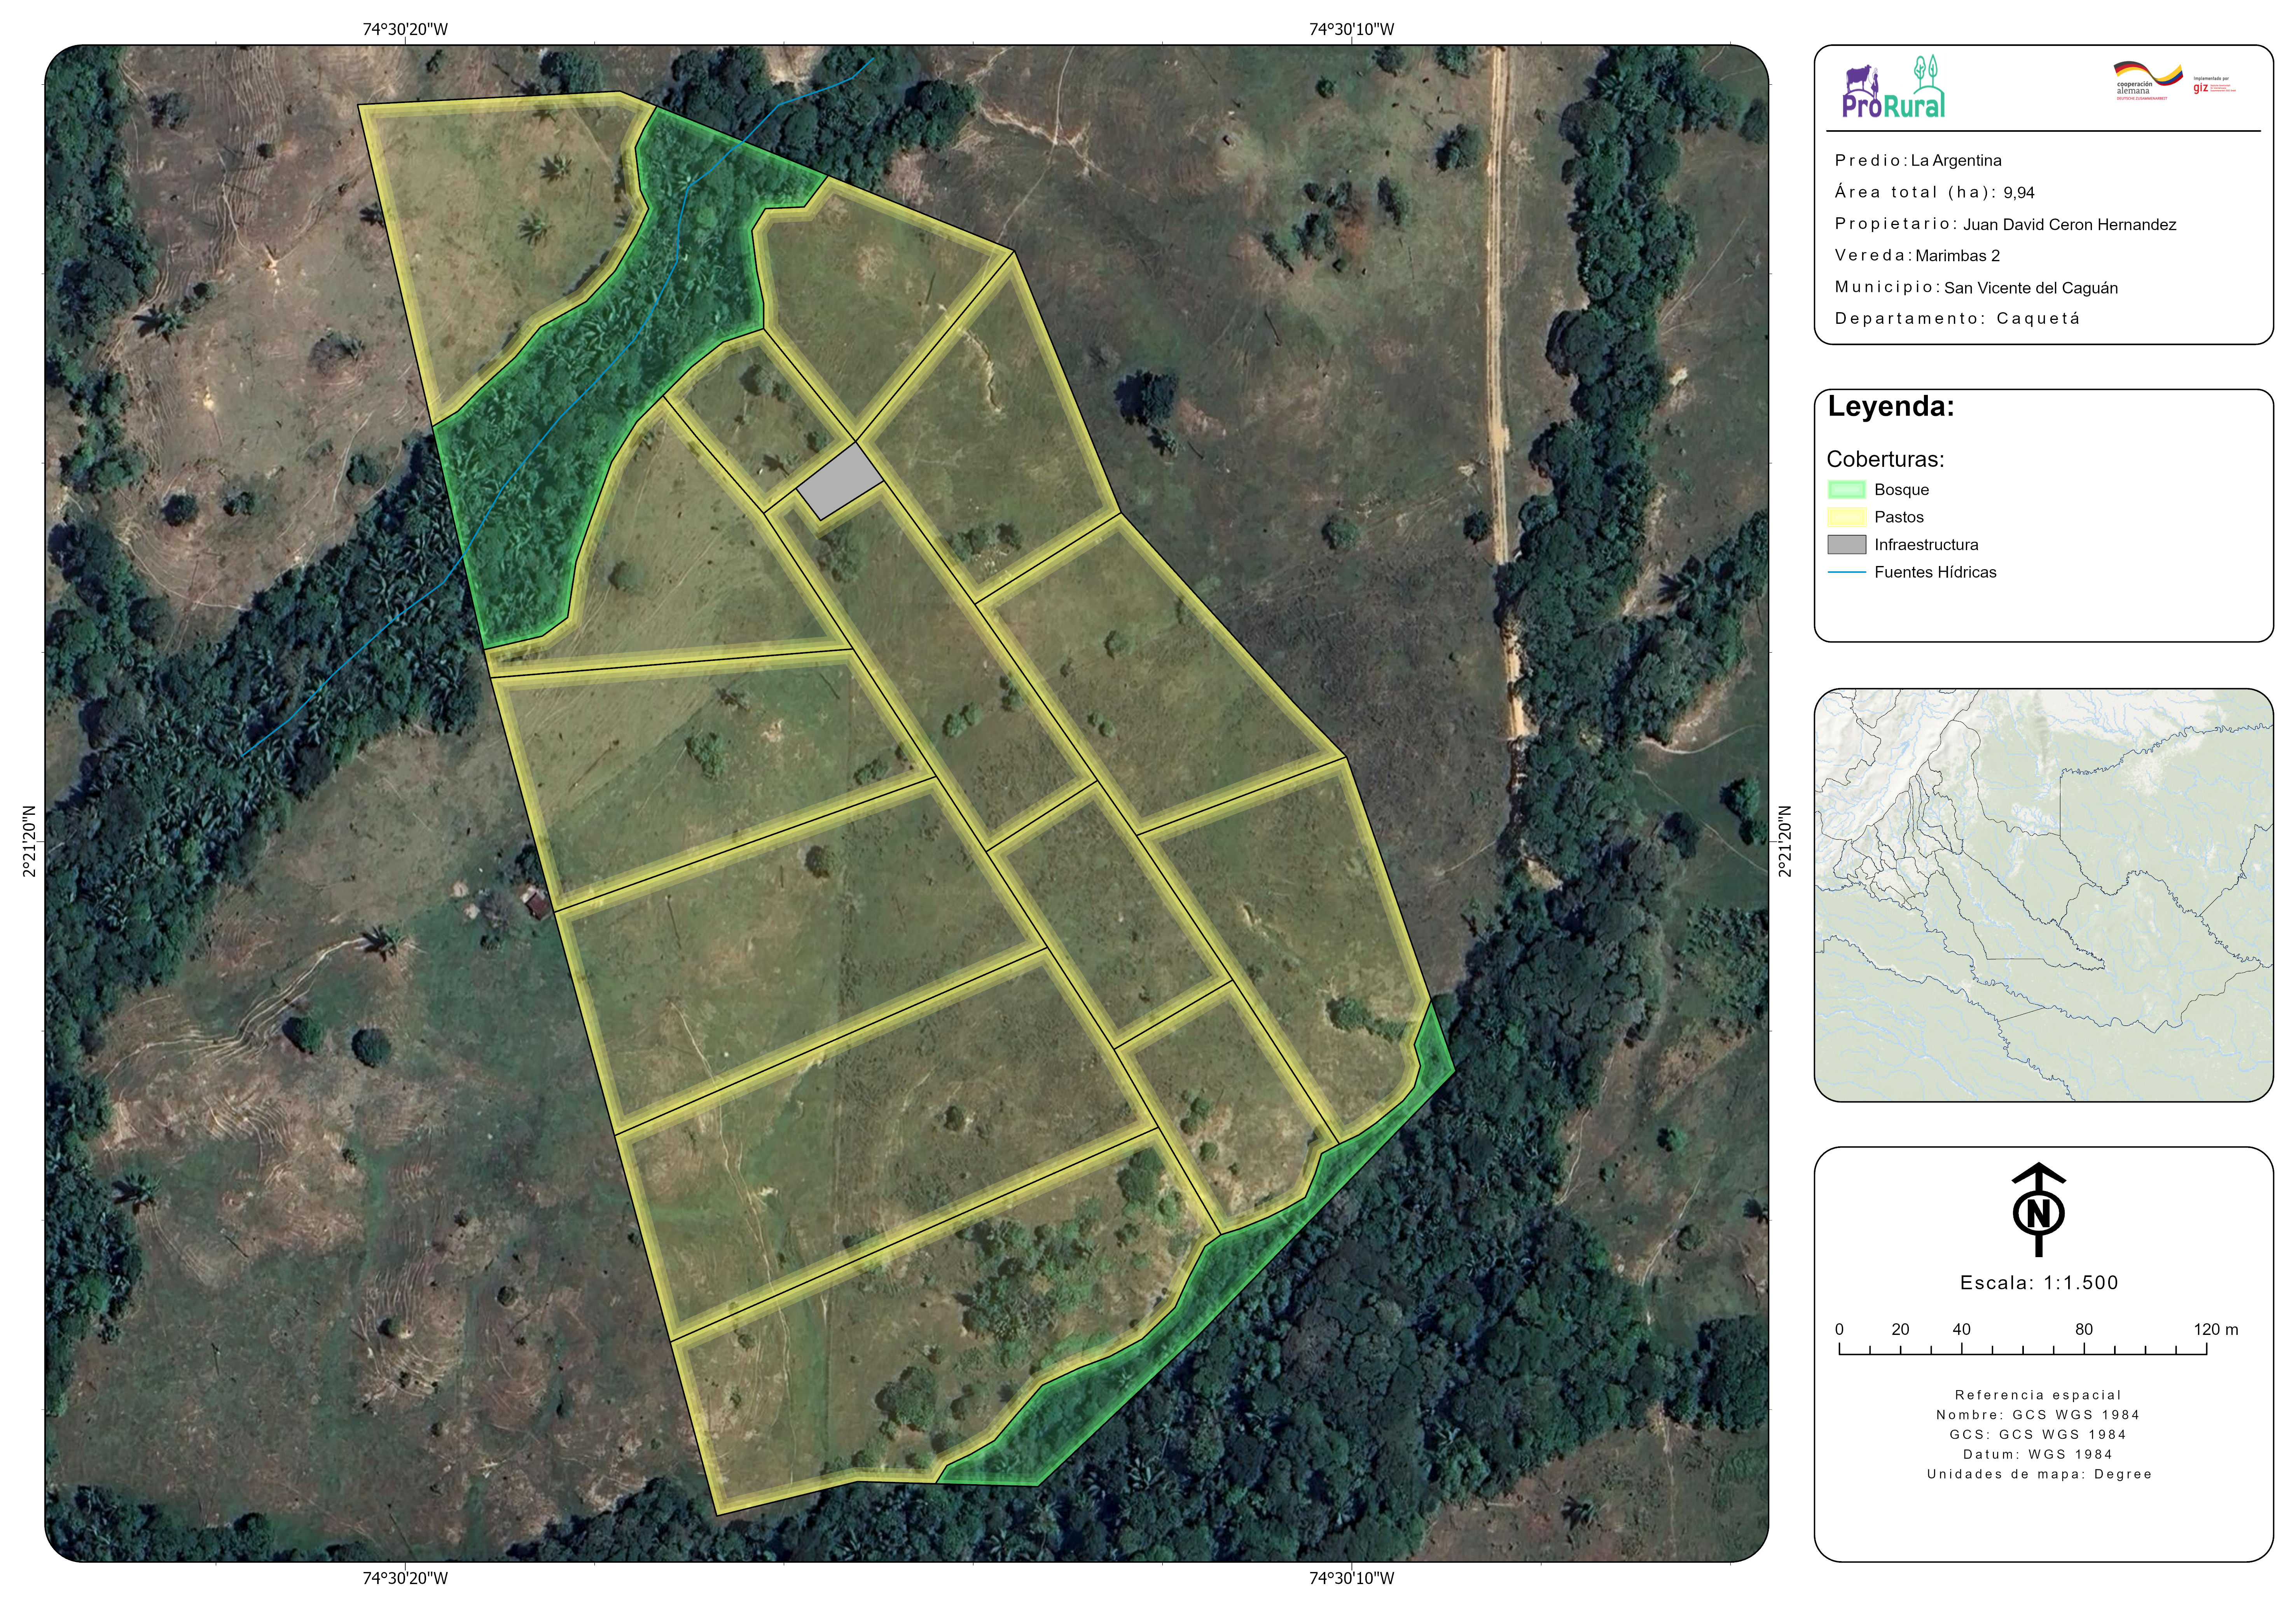 74°30'20"W
74°30'10"W
2°21'20"N
2°21'20"N
74°30'20"W
74°30'10"W
ProRural
cooperación
alemana
DEUTSCHE ZUSAMMENARBEIT
Implementada por
giz
Predio: La Argentina
Área total (ha): 9,94
Propietario: Juan David Ceron Hernandez
Vereda: Marimbas 2
Municipio: San Vicente del Caguán
Departamento: Caquetá
Leyenda:
Coberturas:
Bosque
Pastos
Infraestructura
Fuentes Hídricas
N
Escala: 1:1.500
0 20 40 80 120 m
Referencia espacial
Nombre: GCS WGS 1984
GCS: GCS WGS 1984
Datum: WGS 1984
Unidades de mapa: Degree